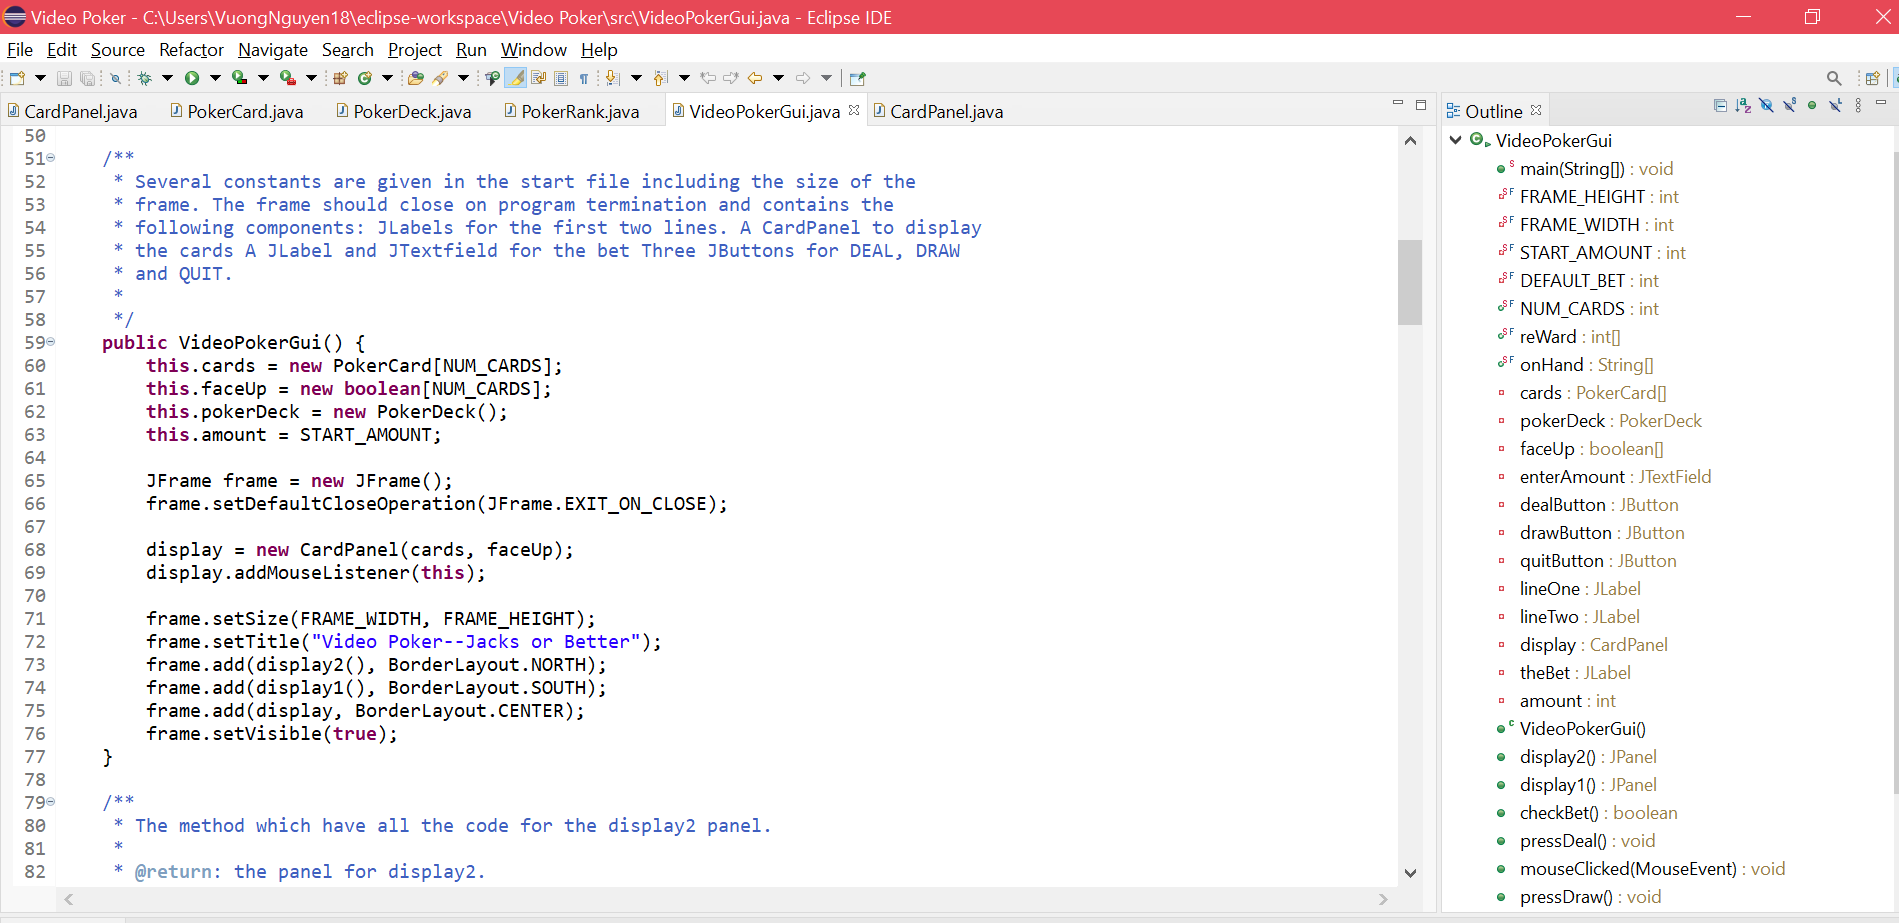 Video Poker - C:\Users\VuongNguyen18\eclipse-workspace\Video Poker\src\VideoPokerGui.java - Eclipse IDE
File Edit Source Refactor Navigate Search Project Run Window Help
CardPanel.java PokerCard.java PokerDeck.java PokerRank.java VideoPokerGui.java CardPanel.java
50
51 /**
52 * Several constants are given in the start file including the size of the
53 * frame. The frame should close on program termination and contains the
54 * following components: JLabels for the first two lines. A CardPanel to display
55 * the cards A JLabel and JTextfield for the bet Three JButtons for DEAL, DRAW
56 * and QUIT.
57 *
58 */
59 public VideoPokerGui() {
60 this.cards = new PokerCard[NUM_CARDS];
61 this.faceUp = new boolean[NUM_CARDS];
62 this.pokerDeck = new PokerDeck();
63 this.amount = START_AMOUNT;
64
65 JFrame frame = new JFrame();
66 frame.setDefaultCloseOperation(JFrame.EXIT_ON_CLOSE);
67
68 display = new CardPanel(cards, faceUp);
69 display.addMouseListener(this);
70
71 frame.setSize(FRAME_WIDTH, FRAME_HEIGHT);
72 frame.setTitle("Video Poker--Jacks or Better");
73 frame.add(display2(), BorderLayout.NORTH);
74 frame.add(display1(), BorderLayout.SOUTH);
75 frame.add(display, BorderLayout.CENTER);
76 frame.setVisible(true);
77 }
78
79 /**
80 * The method which have all the code for the display2 panel.
81 *
82 * @return: the panel for display2.
Outline
VideoPokerGui
main(String[]) : void
FRAME_HEIGHT : int
FRAME_WIDTH : int
START_AMOUNT : int
DEFAULT_BET : int
NUM_CARDS : int
reWard : int[]
onHand : String[]
cards : PokerCard[]
pokerDeck : PokerDeck
faceUp : boolean[]
enterAmount : JTextField
dealButton : JButton
drawButton : JButton
quitButton : JButton
lineOne : JLabel
lineTwo : JLabel
display : CardPanel
theBet : JLabel
amount : int
VideoPokerGui()
display2() : JPanel
display1() : JPanel
checkBet() : boolean
pressDeal() : void
mouseClicked(MouseEvent) : void
pressDraw() : void